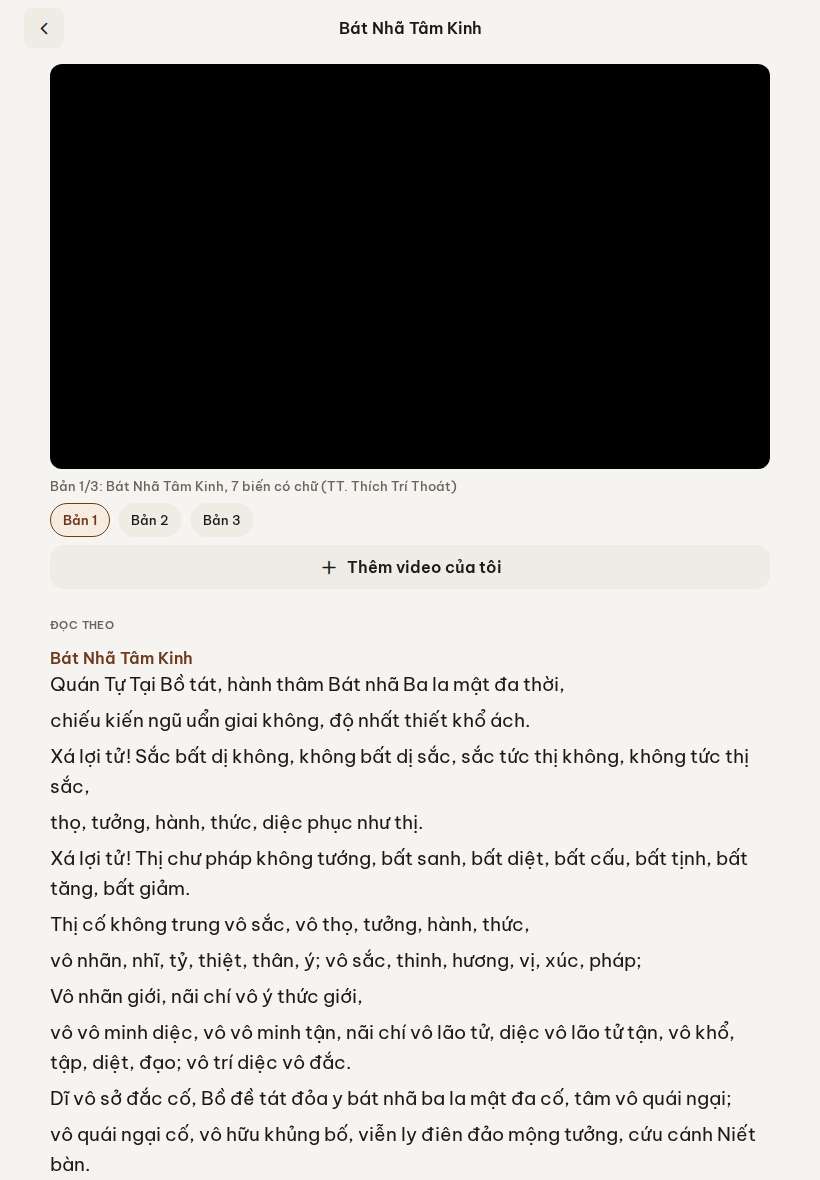 Bát Nhã Tâm Kinh
Bản 1/3: Bát Nhã Tâm Kinh, 7 biến có chữ (TT. Thích Trí Thoát)
Bản 1
Bản 2
Bản 3
Thêm video của tôi
ĐỌC THEO
Bát Nhã Tâm Kinh
Quán Tự Tại Bồ tát, hành thâm Bát nhã Ba la mật đa thời,
chiếu kiến ngũ uẩn giai không, độ nhất thiết khổ ách.
Xá lợi tử! Sắc bất dị không, không bất dị sắc, sắc tức thị không, không tức thị
sắc,
thọ, tưởng, hành, thức, diệc phục như thị.
Xá lợi tử! Thị chư pháp không tướng, bất sanh, bất diệt, bất cấu, bất tịnh, bất
tăng, bất giảm.
Thị cố không trung vô sắc, vô thọ, tưởng, hành, thức,
vô nhãn, nhĩ, tỷ, thiệt, thân, ý; vô sắc, thinh, hương, vị, xúc, pháp;
Vô nhãn giới, nãi chí vô ý thức giới,
vô vô minh diệc, vô vô minh tận, nãi chí vô lão tử, diệc vô lão tử tận, vô khổ,
tập, diệt, đạo; vô trí diệc vô đắc.
Dĩ vô sở đắc cố, Bồ đề tát đỏa y bát nhã ba la mật đa cố, tâm vô quái ngại;
vô quái ngại cố, vô hữu khủng bố, viễn ly điên đảo mộng tưởng, cứu cánh Niết
bàn.